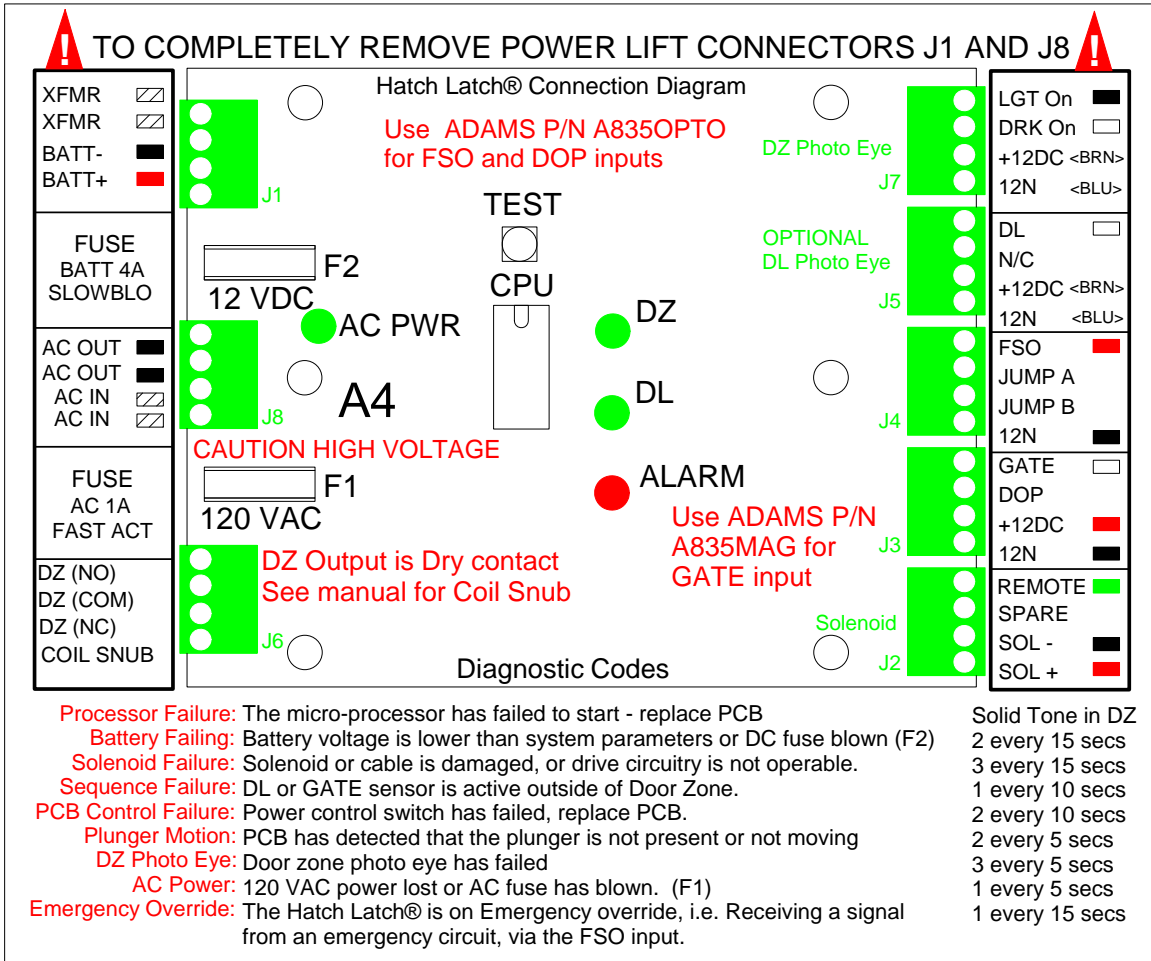 ! TO COMPLETELY REMOVE POWER LIFT CONNECTORS J1 AND J8 !
Hatch Latch® Connection Diagram
XFMR
XFMR
BATT-
BATT+
J1
FUSE
BATT 4A
SLOWBLO
AC OUT
AC OUT
AC IN
AC IN
J8
FUSE
AC 1A
FAST ACT
DZ (NO)
DZ (COM)
DZ (NC)
COIL SNUB
J6
Use ADAMS P/N A835OPTO
for FSO and DOP inputs
TEST
CPU
F2
12 VDC
AC PWR
A4
CAUTION HIGH VOLTAGE
F1
120 VAC
DZ Output is Dry contact
See manual for Coil Snub
DZ
DL
ALARM
Use ADAMS P/N
A835MAG for
GATE input
DZ Photo Eye
J7
OPTIONAL
DL Photo Eye
J5
J4
J3
Solenoid
J2
LGT On
DRK On
+12DC <BRN>
12N <BLU>
DL
N/C
+12DC <BRN>
12N <BLU>
FSO
JUMP A
JUMP B
12N
GATE
DOP
+12DC
12N
REMOTE
SPARE
SOL -
SOL +
Diagnostic Codes
Processor Failure: The micro-processor has failed to start - replace PCB Solid Tone in DZ
Battery Failing: Battery voltage is lower than system parameters or DC fuse blown (F2) 2 every 15 secs
Solenoid Failure: Solenoid or cable is damaged, or drive circuitry is not operable. 3 every 15 secs
Sequence Failure: DL or GATE sensor is active outside of Door Zone. 1 every 10 secs
PCB Control Failure: Power control switch has failed, replace PCB. 2 every 10 secs
Plunger Motion: PCB has detected that the plunger is not present or not moving 2 every 5 secs
DZ Photo Eye: Door zone photo eye has failed 3 every 5 secs
AC Power: 120 VAC power lost or AC fuse has blown. (F1) 1 every 5 secs
Emergency Override: The Hatch Latch® is on Emergency override, i.e. Receiving a signal 1 every 15 secs
from an emergency circuit, via the FSO input.